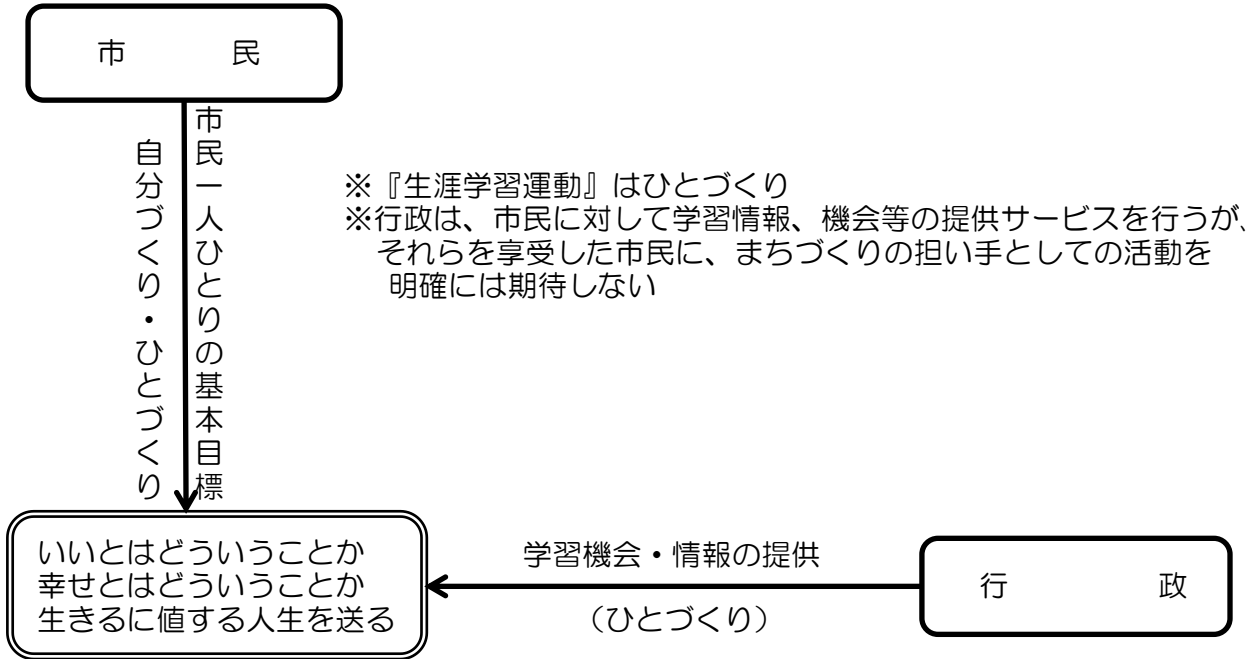 市　　　民
市民一人ひとりの基本目標
自分づくり・ひとづくり
※『生涯学習運動』はひとづくり
※行政は、市民に対して学習情報、機会等の提供サービスを行うが、
それらを享受した市民に、まちづくりの担い手としての活動を
明確には期待しない
いいとはどういうことか
幸せとはどういうことか
生きるに値する人生を送る
学習機会・情報の提供
（ひとづくり）
行　　　政